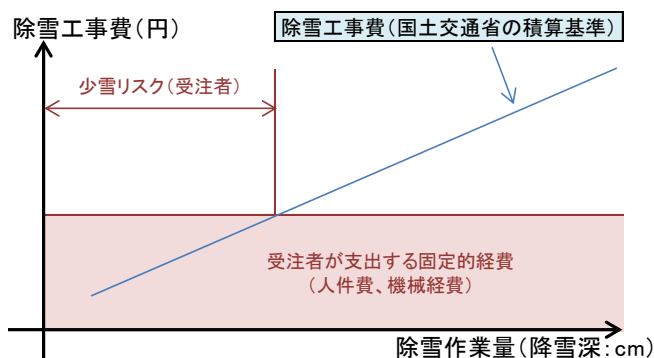 除雪工事費(円)
除雪工事費(国土交通省の積算基準)
少雪リスク(受注者)
受注者が支出する固定的経費
(人件費、機械経費)
除雪作業量(降雪深:cm)